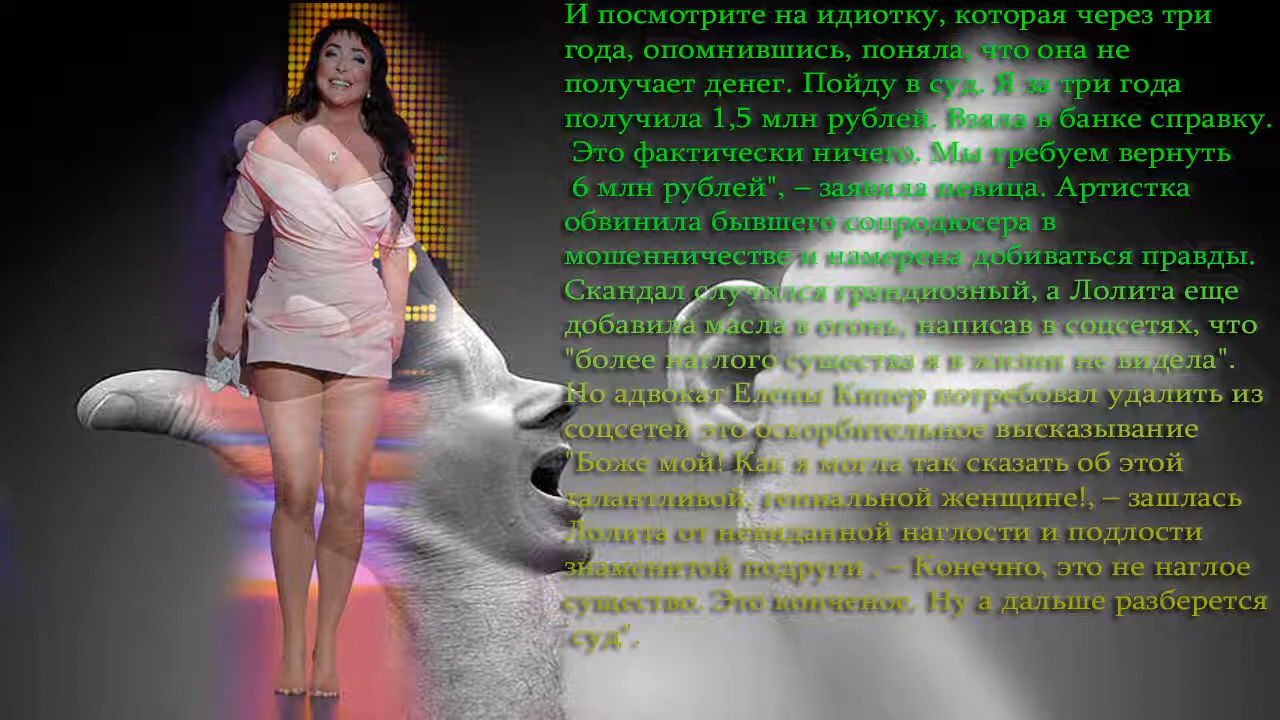 И посмотрите на идиотку, которая через три
года, опомнившись, поняла, что она не
получает денег. Пойду в суд. Я за три года
получила 1,5 млн рублей. Взяла в банке справку.
Это фактически ничего. Мы требуем вернуть
6 млн рублей", – заявила певица. Артистка
обвинила бывшего сопродюсера в
мошенничестве и намерена добиваться правды.
Скандал случился грандиозный, а Лолита еще
добавила масла в огонь, написав в соцсетях, что
"более наглого существа я в жизни не видела".
Но адвокат Елены Кипер потребовал удалить из
соцсетей это оскорбительное высказывание
"Боже мой! Как я могла так сказать об этой
талантливой, гениальной женщине!, – зашлась
Лолита от невиданной наглости и подлости
знаменитой подруги . – Конечно, это не наглое
существо. Это конченое. Ну а дальше разберется
суд".